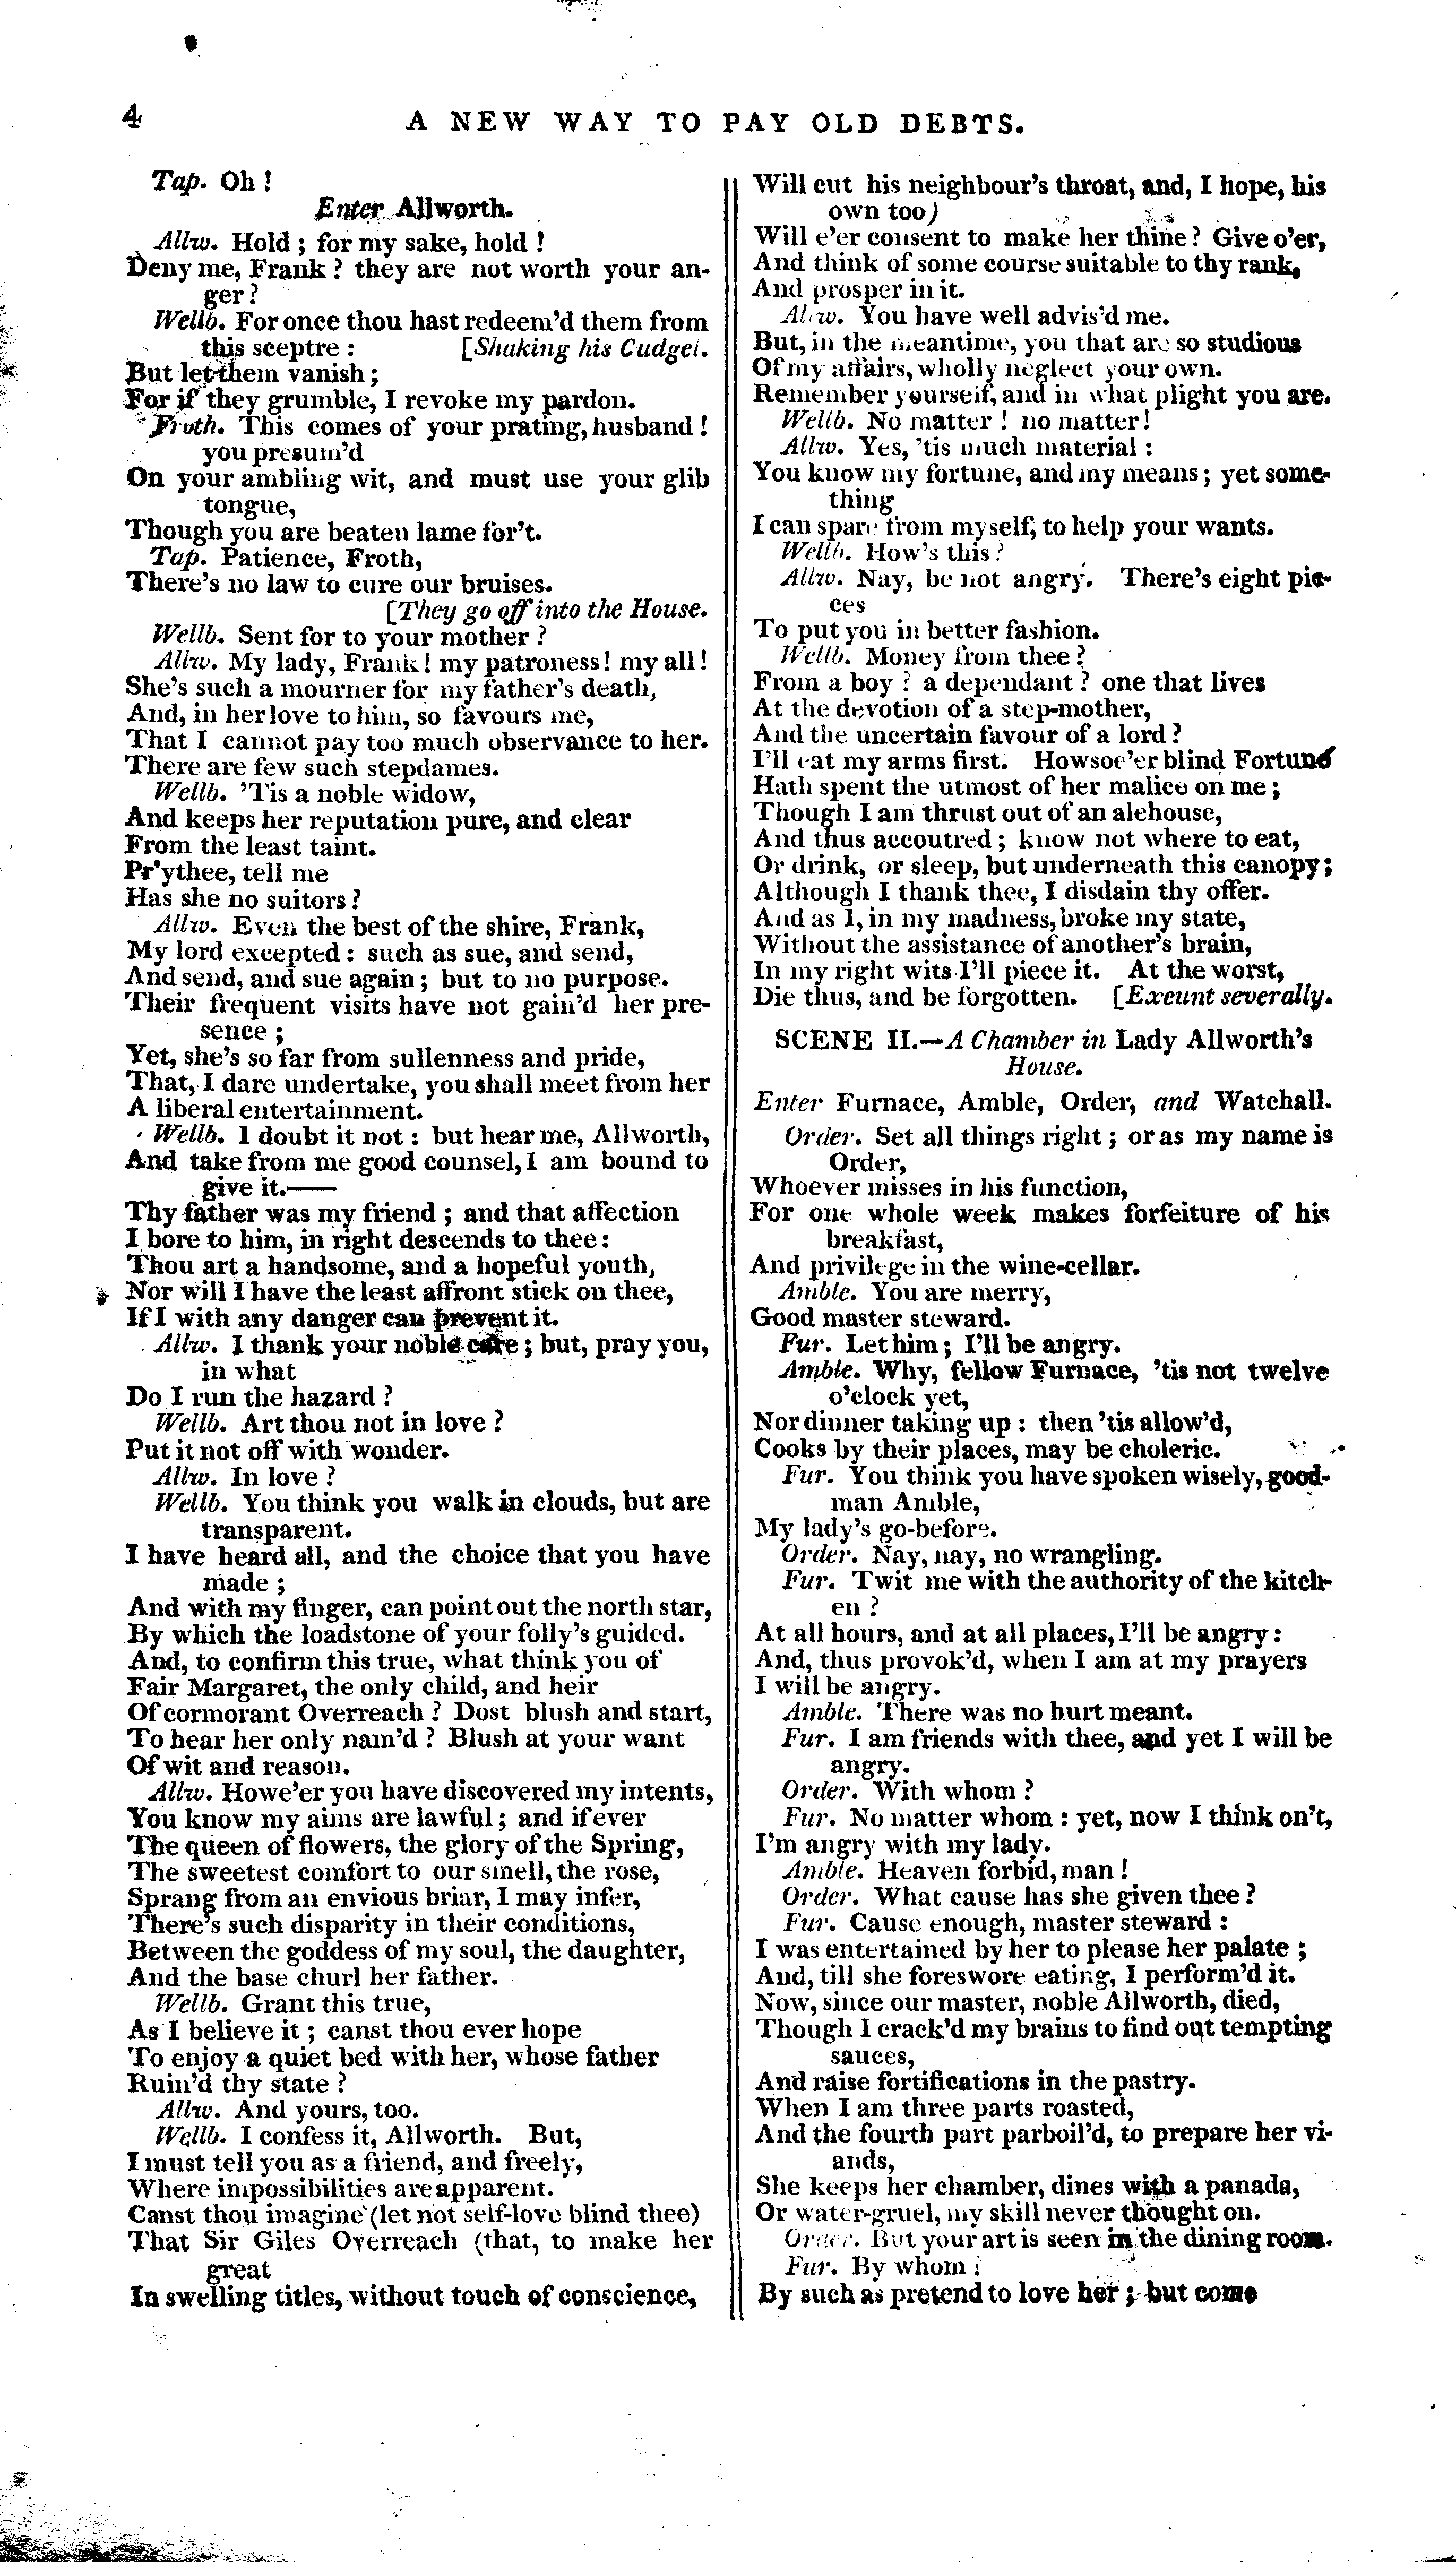 4
A NEW WAY TO PAY OLD DEBTS.
Tap. Oh !
Enter Allworth.
Allw. Hold ; for my sake, hold !
Deny me, Frank ? they are not worth your an-
ger ?
Wellb. For once thou hast redeem'd them from
this sceptre : [Shaking his Cudgel.
But let them vanish ;
For if they grumble, I revoke my pardon.
Froth. This comes of your prating, husband !
you presum'd
On your ambling wit, and must use your glib
tongue,
Though you are beaten lame for't.
Tap. Patience, Froth,
There's no law to cure our bruises.
[They go off into the House.
Wellb. Sent for to your mother ?
Allw. My lady, Frank ! my patroness ! my all !
She's such a mourner for my father's death,
And, in her love to him, so favours me,
That I cannot pay too much observance to her.
There are few such stepdames.
Wellb. 'Tis a noble widow,
And keeps her reputation pure, and clear
From the least taint.
Pr'ythee, tell me
Has she no suitors ?
Allw. Even the best of the shire, Frank,
My lord excepted : such as sue, and send,
And send, and sue again ; but to no purpose.
Their frequent visits have not gain'd her pre-
sence ;
Yet, she's so far from sullenness and pride,
That, I dare undertake, you shall meet from her
A liberal entertainment.
Wellb. I doubt it not : but hear me, Allworth,
And take from me good counsel, I am bound to
give it.——
Thy father was my friend ; and that affection
I bore to him, in right descends to thee :
Thou art a handsome, and a hopeful youth,
Nor will I have the least affront stick on thee,
If I with any danger can prevent it.
Allw. I thank your noble care ; but, pray you,
in what
Do I run the hazard ?
Wellb. Art thou not in love ?
Put it not off with wonder.
Allw. In love ?
Wellb. You think you walk in clouds, but are
transparent.
I have heard all, and the choice that you have
made ;
And with my finger, can point out the north star,
By which the loadstone of your folly's guided.
And, to confirm this true, what think you of
Fair Margaret, the only child, and heir
Of cormorant Overreach ? Dost blush and start,
To hear her only nam'd ? Blush at your want
Of wit and reason.
Allw. Howe'er you have discovered my intents,
You know my aims are lawful ; and if ever
The queen of flowers, the glory of the Spring,
The sweetest comfort to our smell, the rose,
Sprang from an envious briar, I may infer,
There's such disparity in their conditions,
Between the goddess of my soul, the daughter,
And the base churl her father.
Wellb. Grant this true,
As I believe it ; canst thou ever hope
To enjoy a quiet bed with her, whose father
Ruin'd thy state ?
Allw. And yours, too.
Wellb. I confess it, Allworth. But,
I must tell you as a friend, and freely,
Where impossibilities are apparent.
Canst thou imagine (let not self-love blind thee)
That Sir Giles Overreach (that, to make her
great
In swelling titles, without touch of conscience,
Will cut his neighbour's throat, and, I hope, his
own too)
Will e'er consent to make her thine ? Give o'er,
And think of some course suitable to thy rank,
And prosper in it.
Allw. You have well advis'd me.
But, in the meantime, you that are so studious
Of my affairs, wholly neglect your own.
Remember yourself, and in what plight you are.
Wellb. No matter ! no matter !
Allw. Yes, 'tis much material :
You know my fortune, and my means ; yet some-
thing
I can spare from myself, to help your wants.
Wellb. How's this ?
Allw. Nay, be not angry. There's eight pie-
ces
To put you in better fashion.
Wellb. Money from thee ?
From a boy ? a dependant ? one that lives
At the devotion of a step-mother,
And the uncertain favour of a lord ?
I'll eat my arms first. Howsoe'er blind Fortune
Hath spent the utmost of her malice on me ;
Though I am thrust out of an alehouse,
And thus accoutred ; know not where to eat,
Or drink, or sleep, but underneath this canopy ;
Although I thank thee, I disdain thy offer.
And as I, in my madness, broke my state,
Without the assistance of another's brain,
In my right wits I'll piece it. At the worst,
Die thus, and be forgotten. [Exeunt severally.
SCENE II.—A Chamber in Lady Allworth's
House.
Enter Furnace, Amble, Order, and Watchall.
Order. Set all things right ; or as my name is
Order,
Whoever misses in his function,
For one whole week makes forfeiture of his
breakfast,
And privilege in the wine-cellar.
Amble. You are merry,
Good master steward.
Fur. Let him ; I'll be angry.
Amble. Why, fellow Furnace, 'tis not twelve
o'clock yet,
Nor dinner taking up : then 'tis allow'd,
Cooks by their places, may be choleric.
Fur. You think you have spoken wisely, good-
man Amble,
My lady's go-before.
Order. Nay, nay, no wrangling.
Fur. Twit me with the authority of the kitch-
en ?
At all hours, and at all places, I'll be angry :
And, thus provok'd, when I am at my prayers
I will be angry.
Amble. There was no hurt meant.
Fur. I am friends with thee, and yet I will be
angry.
Order. With whom ?
Fur. No matter whom : yet, now I think on't,
I'm angry with my lady.
Amble. Heaven forbid, man !
Order. What cause has she given thee ?
Fur. Cause enough, master steward :
I was entertained by her to please her palate ;
And, till she foreswore eating, I perform'd it.
Now, since our master, noble Allworth, died,
Though I crack'd my brains to find out tempting
sauces,
And raise fortifications in the pastry.
When I am three parts roasted,
And the fourth part parboil'd, to prepare her vi-
ands,
She keeps her chamber, dines with a panada,
Or water-gruel, my skill never thought on.
Order. But your art is seen in the dining room.
Fur. By whom ?
By such as pretend to love her ; but come